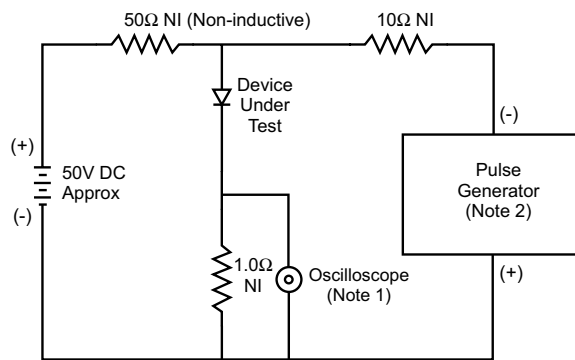 50Ω NI (Non-inductive)
10Ω NI
Device
Under
Test
(-)
(+)
50V DC
Approx
(-)
Pulse
Generator
(Note 2)
1.0Ω
NI
Oscilloscope
(Note 1)
(+)